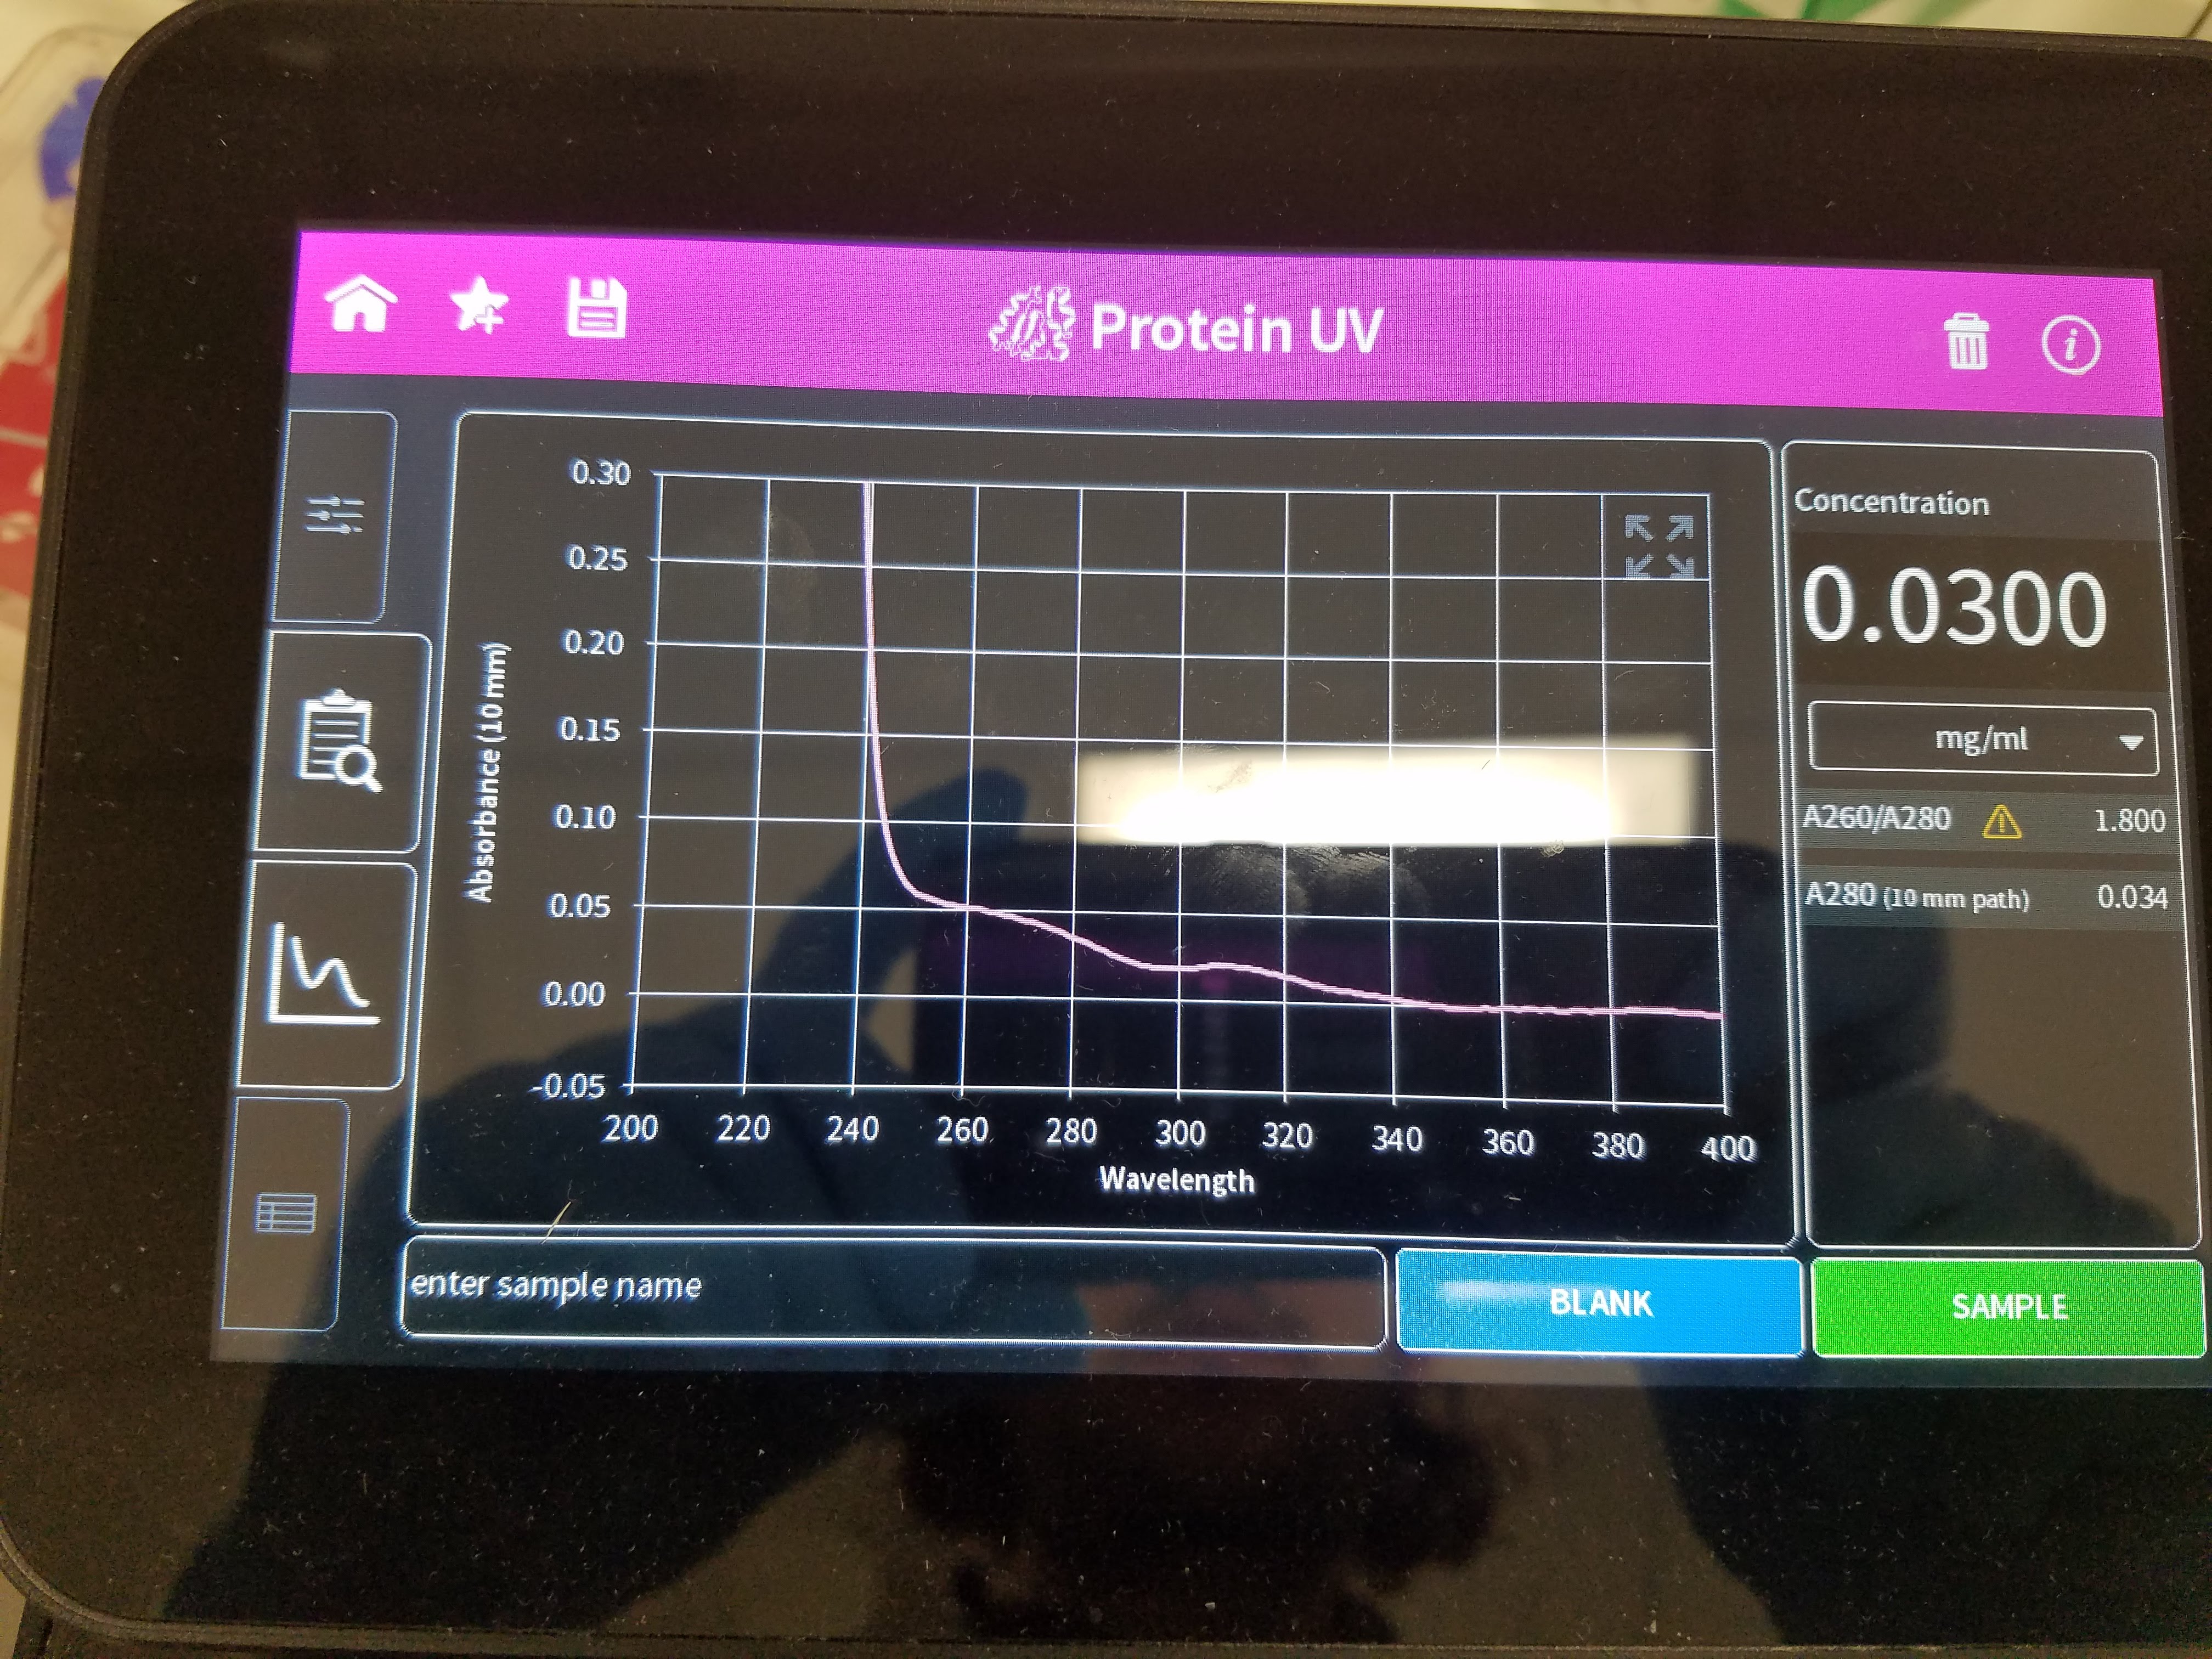 Protein UV
0.30
0.25
0.20
0.15
0.10
0.05
0.00
-0.05
Absorbance (10 mm)
200 220 240 260 280 300 320 340 360 380 400
Wavelength
Concentration
0.0300
mg/ml
A260/A280 1.800
A280 (10 mm path) 0.034
enter sample name
BLANK
SAMPLE